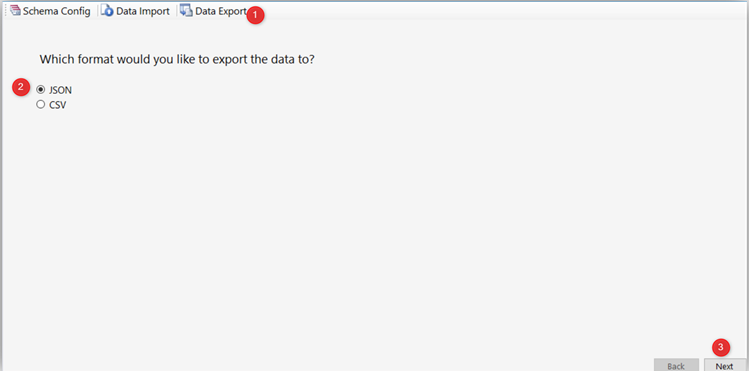 Schema Config Data Import Data Export 1
Which format would you like to export the data to?
2 JSON
CSV
3
Back Next